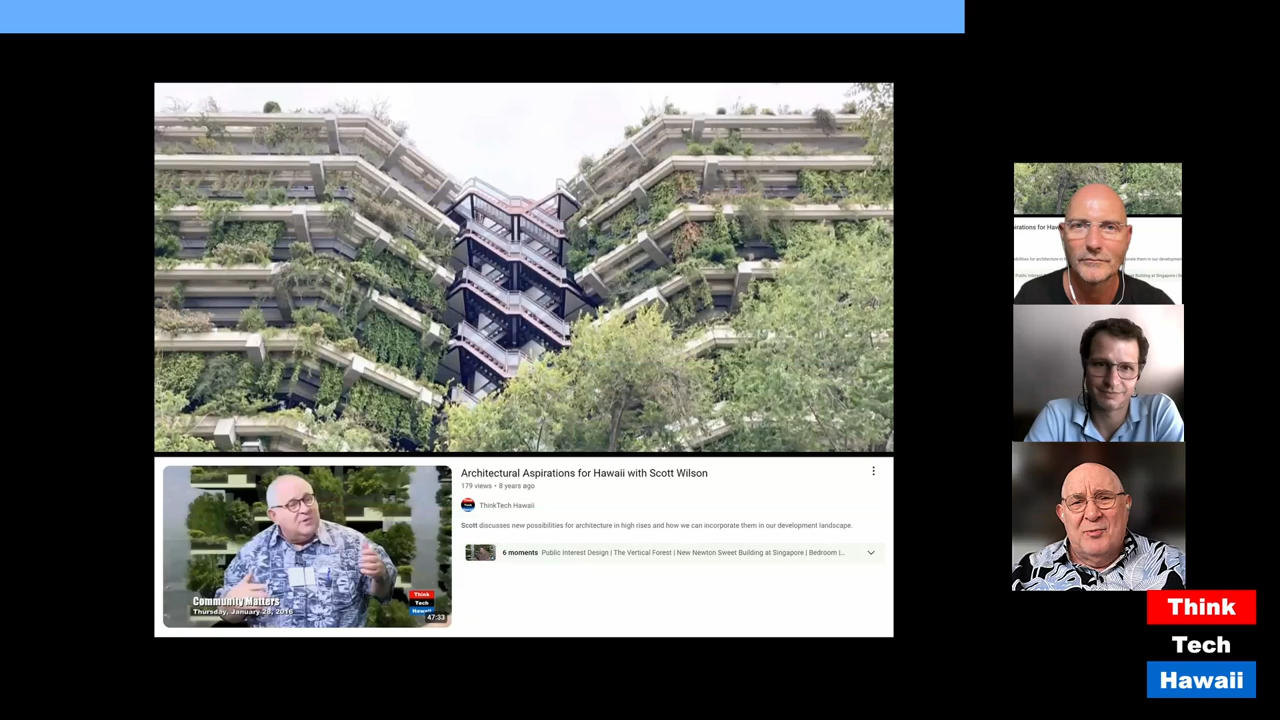 Architectural Aspirations for Hawaii with Scott Wilson
179 views • 8 years ago
ThinkTech Hawaii
Scott discusses new possibilities for architecture in high rises and how we can incorporate them in our development landscape.
6 moments Public Interest Design | The Vertical Forest | New Newton Sweet Building at Singapore | Bedroom |...
Community Matters
Thursday, January 28, 2016
Think
Tech
Hawaii
47:33
Think
Tech
Hawaii